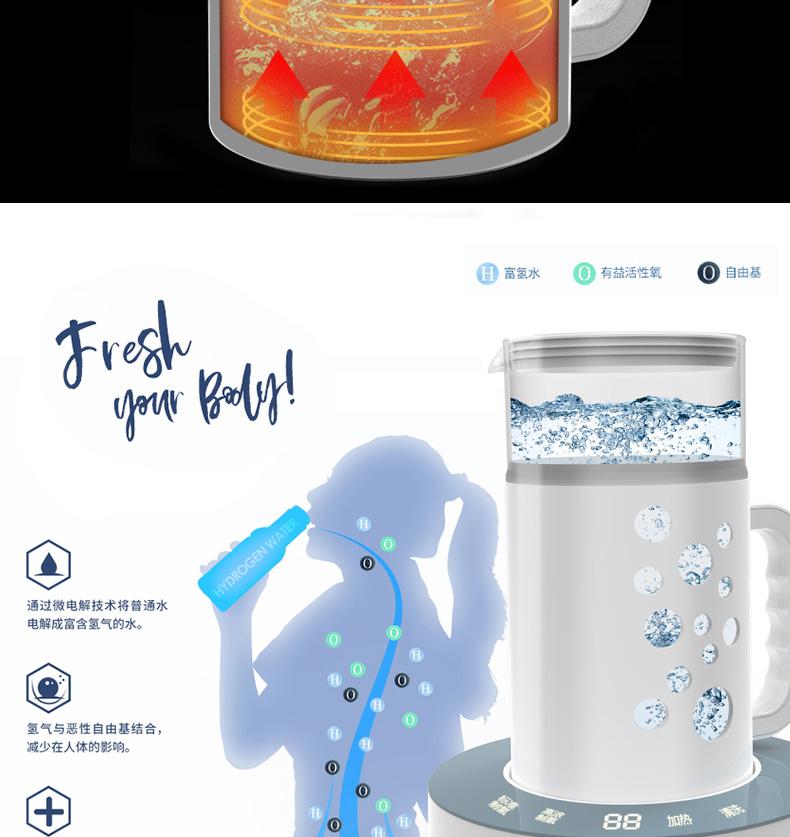 H 富氢水 O 有益活性氧 O 自由基
Fresh
your Body!
HYDROGEN WATER
H
O
O
通过微电解技术将普通水
电解成富含氢气的水。
O
O
H
O
H
O
H
O
H
氢气与恶性自由基结合，
减少在人体的影响。
O
H
H
O
O
H
O
O
H
H
88 加热